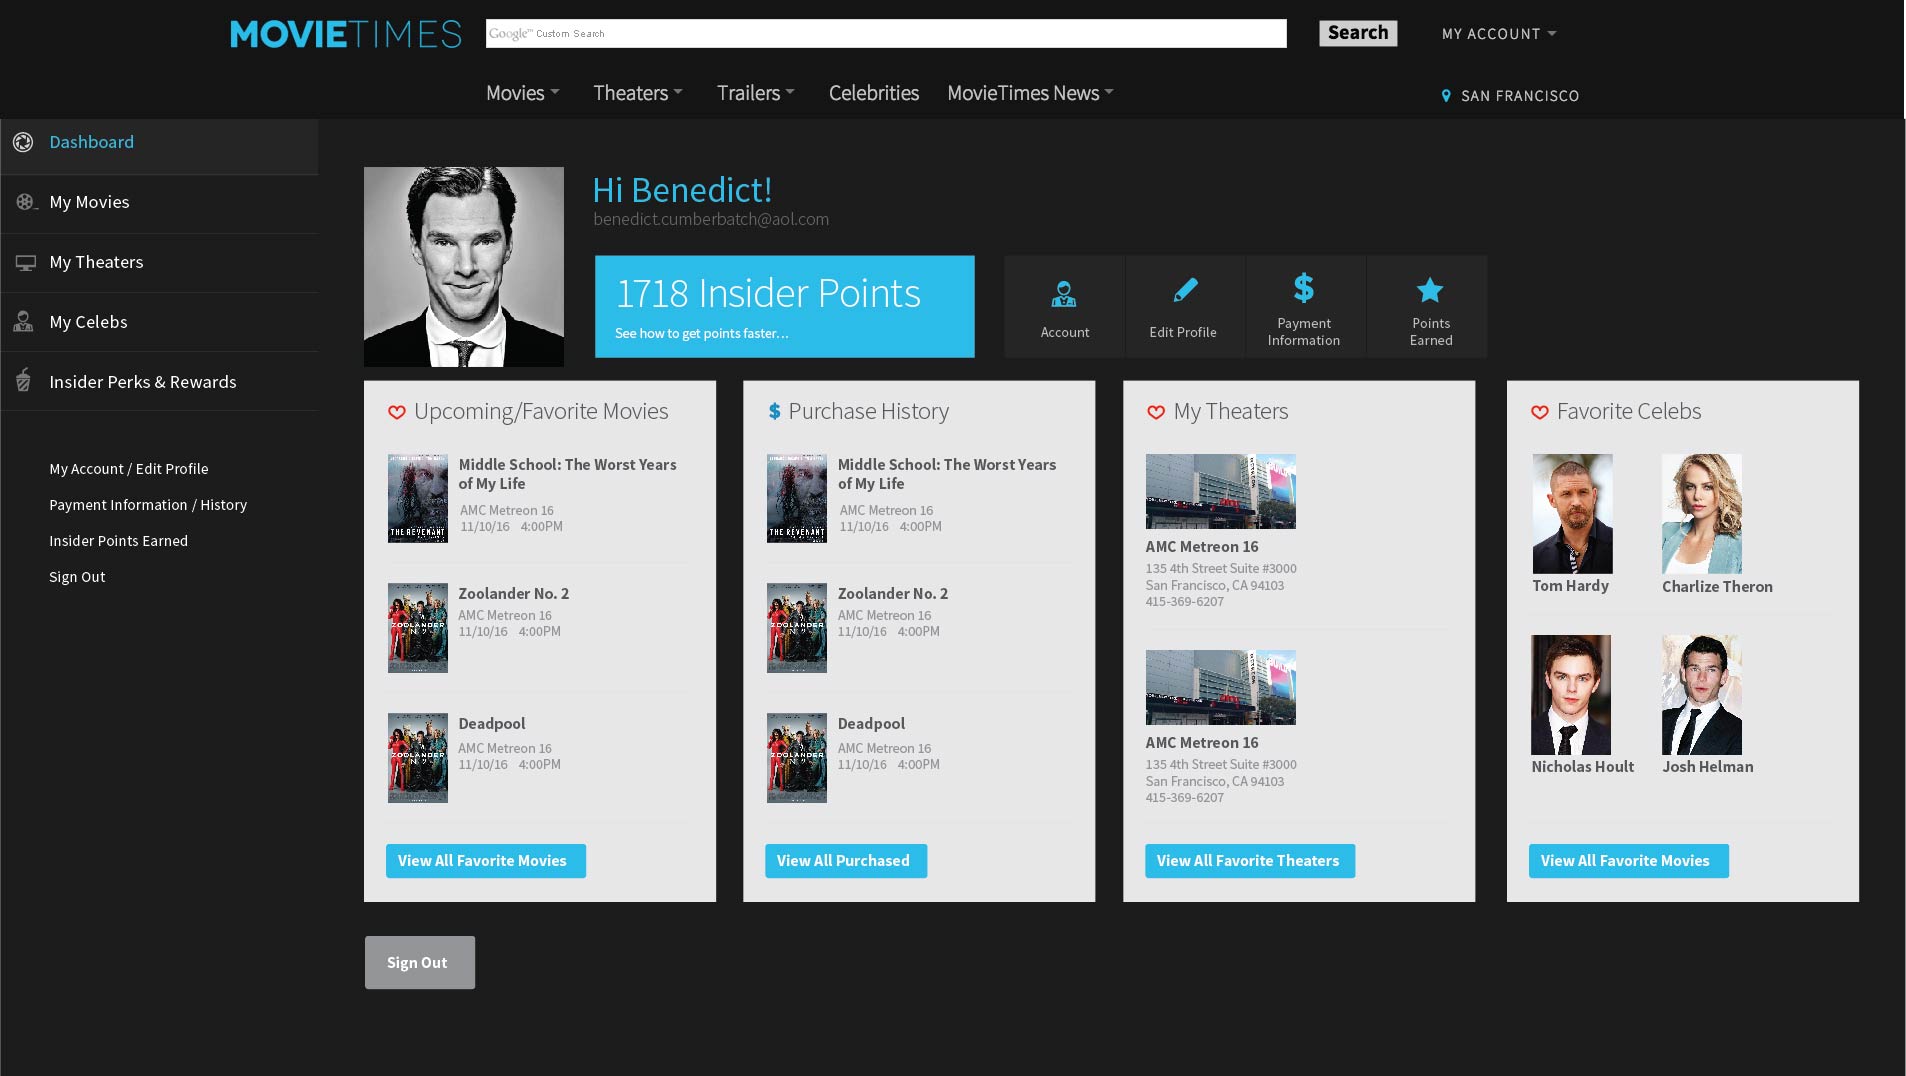 MOVIETIMES
Google™ Custom Search
Search
MY ACCOUNT
Movies
Theaters
Trailers
Celebrities
MovieTimes News
SAN FRANCISCO
Dashboard
My Movies
My Theaters
My Celebs
Insider Perks & Rewards
My Account / Edit Profile
Payment Information / History
Insider Points Earned
Sign Out
Hi Benedict!
benedict.cumberbatch@aol.com
1718 Insider Points
See how to get points faster...
Account
Edit Profile
Payment
Information
Points
Earned
Upcoming/Favorite Movies
THE REVENANT
Middle School: The Worst Years
of My Life
AMC Metreon 16
11/10/16 4:00PM
ZOOLANDER
Nº2
Zoolander No. 2
AMC Metreon 16
11/10/16 4:00PM
ZOOLANDER
Nº2
Deadpool
AMC Metreon 16
11/10/16 4:00PM
View All Favorite Movies
$ Purchase History
THE REVENANT
Middle School: The Worst Years
of My Life
AMC Metreon 16
11/10/16 4:00PM
ZOOLANDER
Nº2
Zoolander No. 2
AMC Metreon 16
11/10/16 4:00PM
ZOOLANDER
Nº2
Deadpool
AMC Metreon 16
11/10/16 4:00PM
View All Purchased
My Theaters
AMC Metreon 16
135 4th Street Suite #3000
San Francisco, CA 94103
415-369-6207
AMC Metreon 16
135 4th Street Suite #3000
San Francisco, CA 94103
415-369-6207
View All Favorite Theaters
Favorite Celebs
Tom Hardy
Charlize Theron
Nicholas Hoult
Josh Helman
View All Favorite Movies
Sign Out